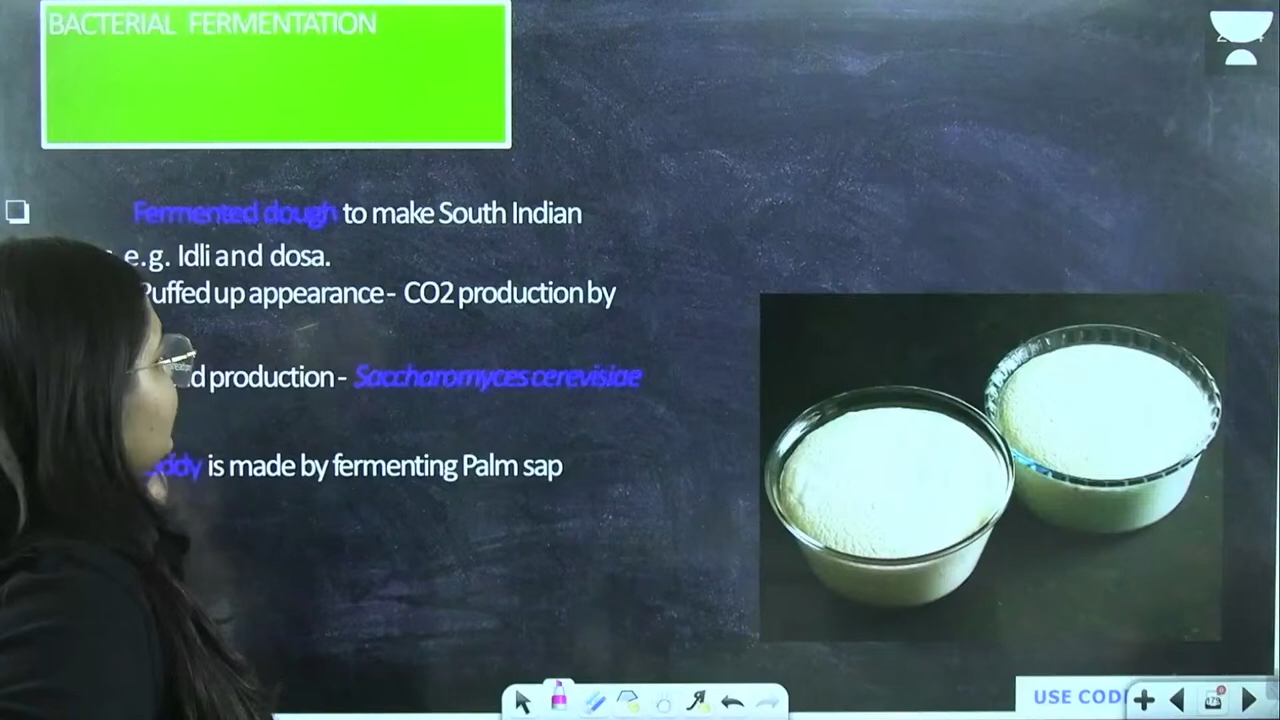 BACTERIAL FERMENTATION
Fermented dough to make South Indian
e.g. Idli and dosa.
Puffed up appearance - CO2 production by
d production - Saccharomyces cerevisiae
is made by fermenting Palm sap
USE CODE